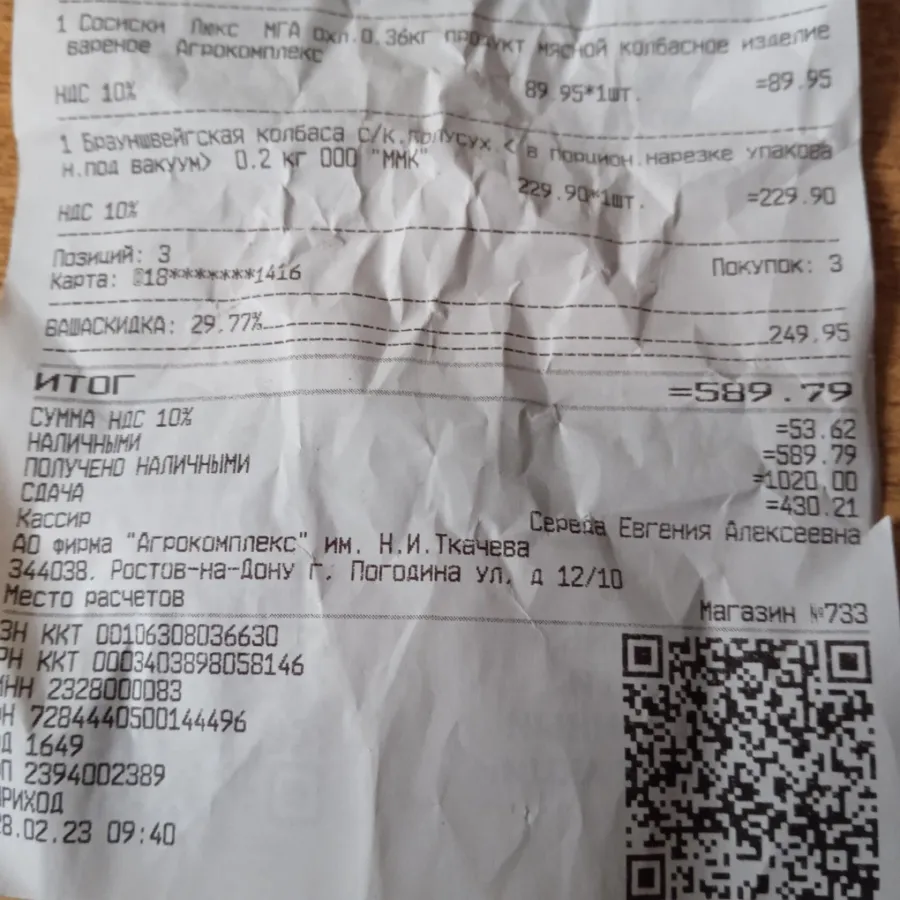 1 Сосиски Люкс МГА охл.0.36кг продукт мясной колбасное изделие
вареное Агрокомплекс
НДС 10% 89.95*1шт. =89.95
1 Брауншвейгская колбаса с/к.полусух.< в порцион.нарезке упакова
н.под вакуум> 0.2 кг ООО "ММК"
229.90*1шт. =229.90
НДС 10%
Позиций: 3 Покупок: 3
Карта: 018*******1416
ВАШАСКИДКА: 29.77% 249.95
ИТОГ =589.79
СУММА НДС 10% =53.62
НАЛИЧНЫМИ =589.79
ПОЛУЧЕНО НАЛИЧНЫМИ =1020.00
СДАЧА =430.21
Кассир Середа Евгения Алексеевна
АО фирма "Агрокомплекс" им. Н.И.Ткачева
344038, Ростов-на-Дону г, Погодина ул, д 12/10
Место расчетов Магазин №733
ЗН ККТ 00106308036630
РН ККТ 0003403898058146
ИНН 2328000083
Н 7284440500144496
Д 1649
П 2394002389
РИХОД
28.02.23 09:40